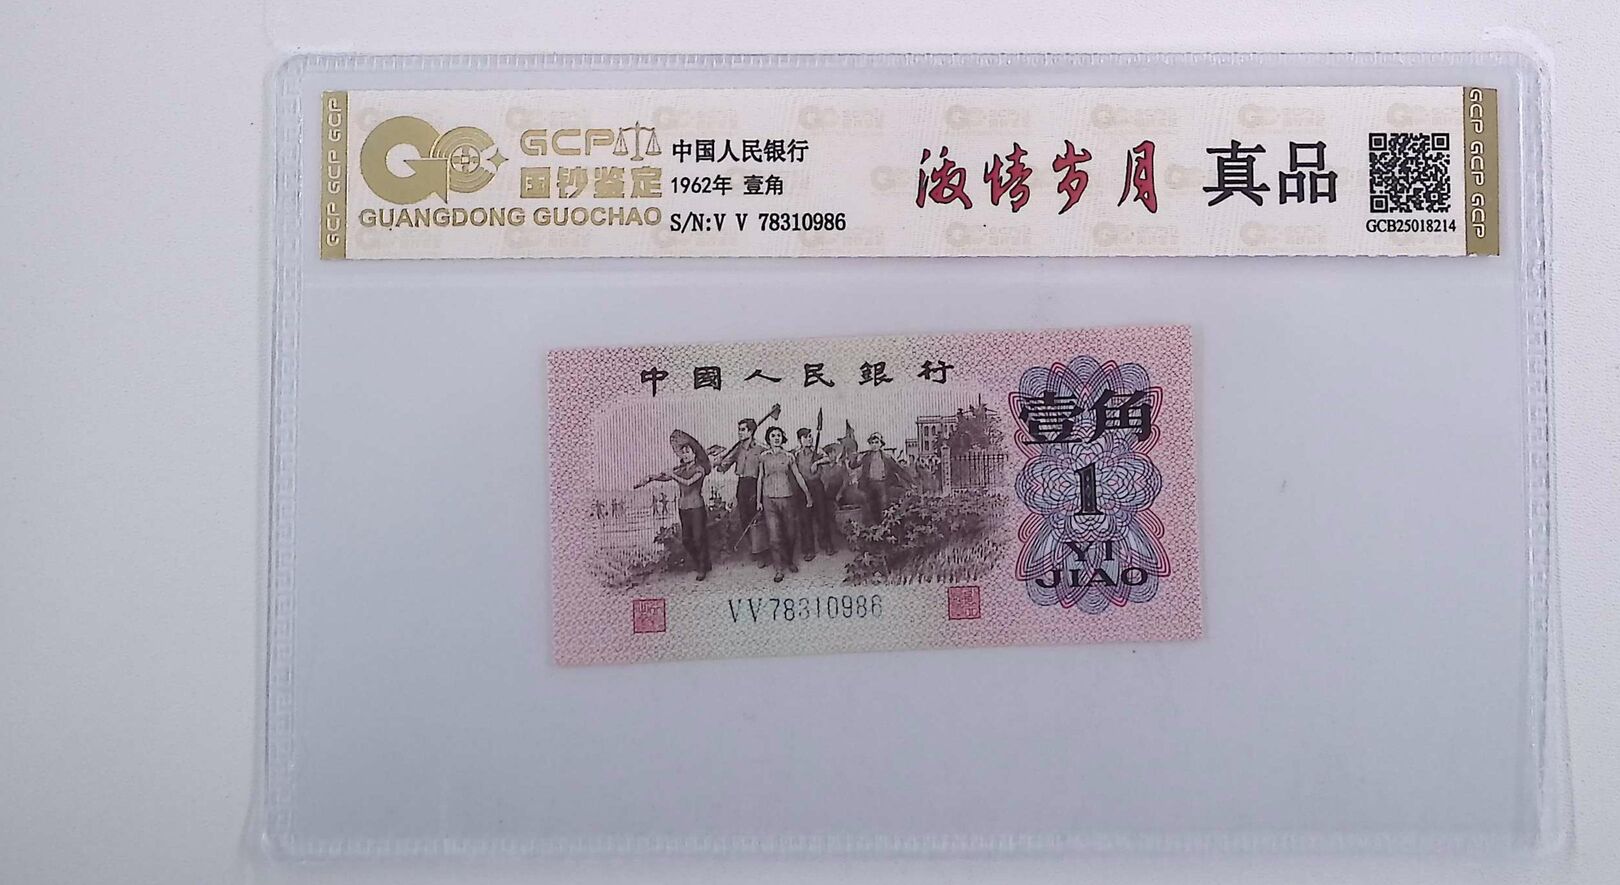 GCP
国钞鉴定
GUANGDONG GUOCHAO
中国人民银行
1962年 壹角
S/N:V V 78310986
激情岁月 真品
GCB25018214
GCP GCP GCP
GCP GCP GCP
中國人民銀行
壹角
1
YI
JIAO
VV78310986